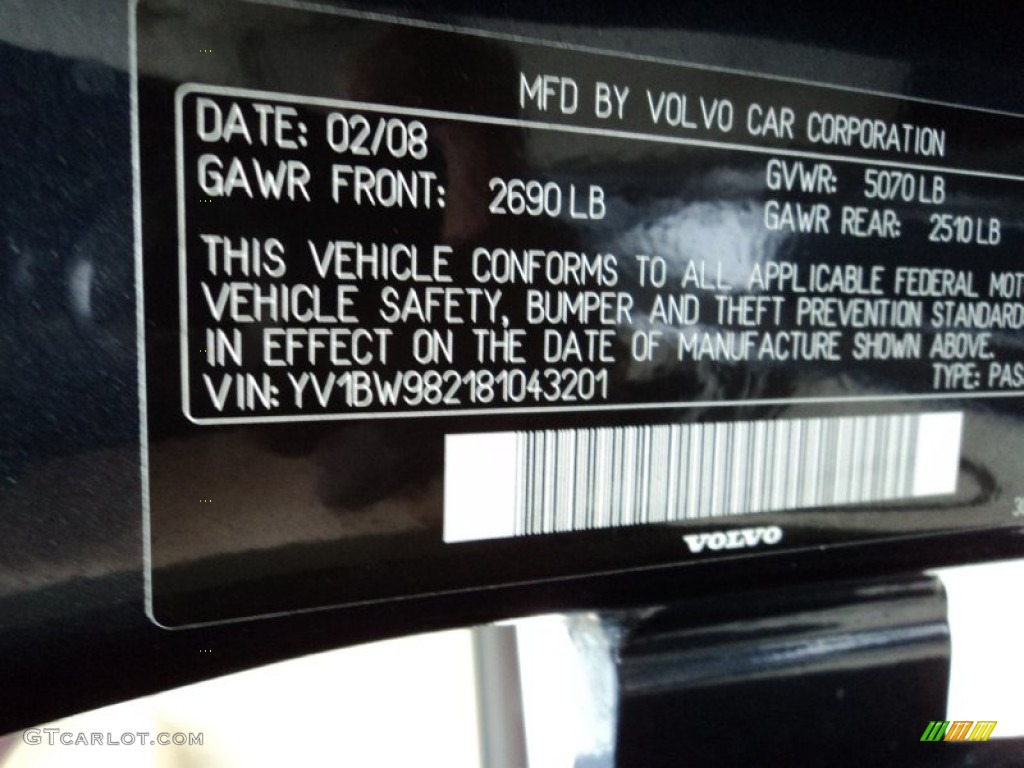 MFD BY VOLVO CAR CORPORATION
DATE: 02/08
GVWR: 5070 LB
GAWR FRONT: 2690 LB
GAWR REAR: 2510 LB
THIS VEHICLE CONFORMS TO ALL APPLICABLE FEDERAL MOT
VEHICLE SAFETY, BUMPER AND THEFT PREVENTION STANDARD
IN EFFECT ON THE DATE OF MANUFACTURE SHOWN ABOVE.
VIN: YV1BW982181043201
TYPE: PAS
VOLVO
GTCARLOT.COM